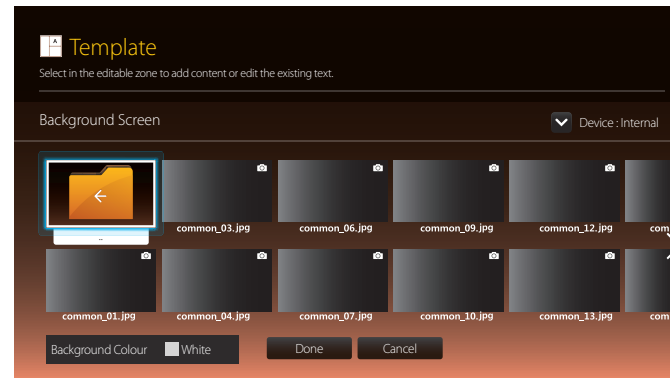 Template
Select in the editable zone to add content or edit the existing text.
Background Screen
Device : Internal
common_03.jpg common_06.jpg common_09.jpg common_12.jpg com
..
common_01.jpg common_04.jpg common_07.jpg common_10.jpg common_13.jpg com
Background Colour White Done Cancel